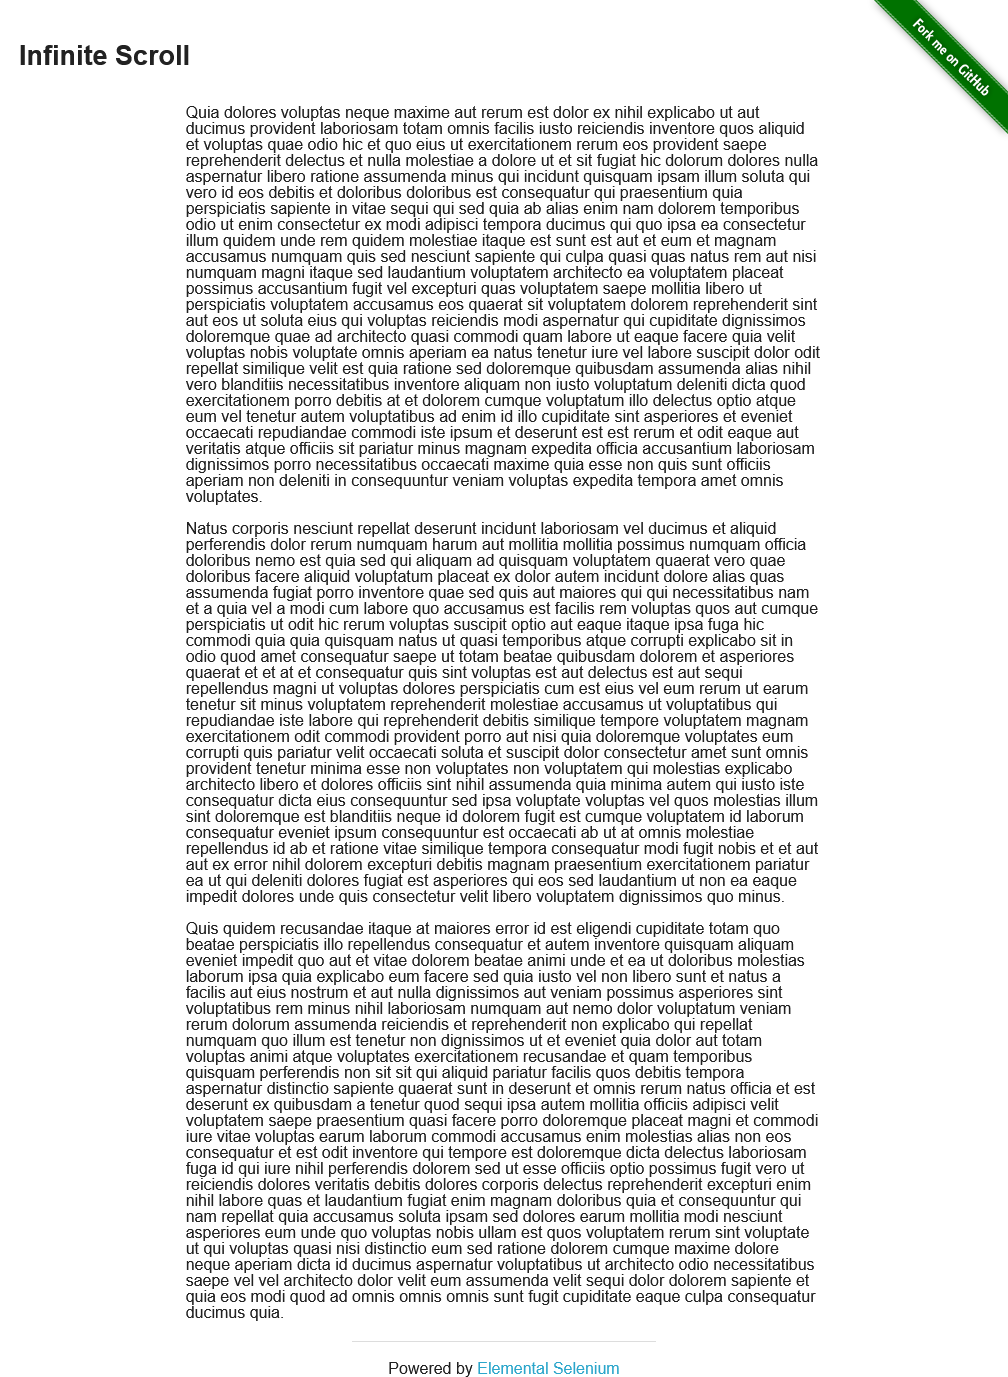 Fork me on GitHub
Infinite Scroll
Quia dolores voluptas neque maxime aut rerum est dolor ex nihil explicabo ut aut
ducimus provident laboriosam totam omnis facilis iusto reiciendis inventore quos aliquid
et voluptas quae odio hic et quo eius ut exercitationem rerum eos provident saepe
reprehenderit delectus et nulla molestiae a dolore ut et sit fugiat hic dolorum dolores nulla
aspernatur libero ratione assumenda minus qui incidunt quisquam ipsam illum soluta qui
vero id eos debitis et doloribus doloribus est consequatur qui praesentium quia
perspiciatis sapiente in vitae sequi qui sed quia ab alias enim nam dolorem temporibus
odio ut enim consectetur ex modi adipisci tempora ducimus qui quo ipsa ea consectetur
illum quidem unde rem quidem molestiae itaque est sunt est aut et eum et magnam
accusamus numquam quis sed nesciunt sapiente qui culpa quasi quas natus rem aut nisi
numquam magni itaque sed laudantium voluptatem architecto ea voluptatem placeat
possimus accusantium fugit vel excepturi quas voluptatem saepe mollitia libero ut
perspiciatis voluptatem accusamus eos quaerat sit voluptatem dolorem reprehenderit sint
aut eos ut soluta eius qui voluptas reiciendis modi aspernatur qui cupiditate dignissimos
doloremque quae ad architecto quasi commodi quam labore ut eaque facere quia velit
voluptas nobis voluptate omnis aperiam ea natus tenetur iure vel labore suscipit dolor odit
repellat similique velit est quia ratione sed doloremque quibusdam assumenda alias nihil
vero blanditiis necessitatibus inventore aliquam non iusto voluptatum deleniti dicta quod
exercitationem porro debitis at et dolorem cumque voluptatum illo delectus optio atque
eum vel tenetur autem voluptatibus ad enim id illo cupiditate sint asperiores et eveniet
occaecati repudiandae commodi iste ipsum et deserunt est est rerum et odit eaque aut
veritatis atque officiis sit pariatur minus magnam expedita officia accusantium laboriosam
dignissimos porro necessitatibus occaecati maxime quia esse non quis sunt officiis
aperiam non deleniti in consequuntur veniam voluptas expedita tempora amet omnis
voluptates.
Natus corporis nesciunt repellat deserunt incidunt laboriosam vel ducimus et aliquid
perferendis dolor rerum numquam harum aut mollitia mollitia possimus numquam officia
doloribus nemo est quia sed qui aliquam ad quisquam voluptatem quaerat vero quae
doloribus facere aliquid voluptatum placeat ex dolor autem incidunt dolore alias quas
assumenda fugiat porro inventore quae sed quis aut maiores qui qui necessitatibus nam
et a quia vel a modi cum labore quo accusamus est facilis rem voluptas quos aut cumque
perspiciatis ut odit hic rerum voluptas suscipit optio aut eaque itaque ipsa fuga hic
commodi quia quia quisquam natus ut quasi temporibus atque corrupti explicabo sit in
odio quod amet consequatur saepe ut totam beatae quibusdam dolorem et asperiores
quaerat et et at et consequatur quis sint voluptas est aut delectus est aut sequi
repellendus magni ut voluptas dolores perspiciatis cum est eius vel eum rerum ut earum
tenetur sit minus voluptatem reprehenderit molestiae accusamus ut voluptatibus qui
repudiandae iste labore qui reprehenderit debitis similique tempore voluptatem magnam
exercitationem odit commodi provident porro aut nisi quia doloremque voluptates eum
corrupti quis pariatur velit occaecati soluta et suscipit dolor consectetur amet sunt omnis
provident tenetur minima esse non voluptates non voluptatem qui molestias explicabo
architecto libero et dolores officiis sint nihil assumenda quia minima autem qui iusto iste
consequatur dicta eius consequuntur sed ipsa voluptate voluptas vel quos molestias illum
sint doloremque est blanditiis neque id dolorem fugit est cumque voluptatem id laborum
consequatur eveniet ipsum consequuntur est occaecati ab ut at omnis molestiae
repellendus id ab et ratione vitae similique tempora consequatur modi fugit nobis et et aut
aut ex error nihil dolorem excepturi debitis magnam praesentium exercitationem pariatur
ea ut qui deleniti dolores fugiat est asperiores qui eos sed laudantium ut non ea eaque
impedit dolores unde quis consectetur velit libero voluptatem dignissimos quo minus.
Quis quidem recusandae itaque at maiores error id est eligendi cupiditate totam quo
beatae perspiciatis illo repellendus consequatur et autem inventore quisquam aliquam
eveniet impedit quo aut et vitae dolorem beatae animi unde et ea ut doloribus molestias
laborum ipsa quia explicabo eum facere sed quia iusto vel non libero sunt et natus a
facilis aut eius nostrum et aut nulla dignissimos aut veniam possimus asperiores sint
voluptatibus rem minus nihil laboriosam numquam aut nemo dolor voluptatum veniam
rerum dolorum assumenda reiciendis et reprehenderit non explicabo qui repellat
numquam quo illum est tenetur non dignissimos ut et eveniet quia dolor aut totam
voluptas animi atque voluptates exercitationem recusandae et quam temporibus
quisquam perferendis non sit sit qui aliquid pariatur facilis quos debitis tempora
aspernatur distinctio sapiente quaerat sunt in deserunt et omnis rerum natus officia et est
deserunt ex quibusdam a tenetur quod sequi ipsa autem mollitia officiis adipisci velit
voluptatem saepe praesentium quasi facere porro doloremque placeat magni et commodi
iure vitae voluptas earum laborum commodi accusamus enim molestias alias non eos
consequatur et est odit inventore qui tempore est doloremque dicta delectus laboriosam
fuga id qui iure nihil perferendis dolorem sed ut esse officiis optio possimus fugit vero ut
reiciendis dolores veritatis debitis dolores corporis delectus reprehenderit excepturi enim
nihil labore quas et laudantium fugiat enim magnam doloribus quia et consequuntur qui
nam repellat quia accusamus soluta ipsam sed dolores earum mollitia modi nesciunt
asperiores eum unde quo voluptas nobis ullam est quos voluptatem rerum sint voluptate
ut qui voluptas quasi nisi distinctio eum sed ratione dolorem cumque maxime dolore
neque aperiam dicta id ducimus aspernatur voluptatibus ut architecto odio necessitatibus
saepe vel vel architecto dolor velit eum assumenda velit sequi dolor dolorem sapiente et
quia eos modi quod ad omnis omnis omnis sunt fugit cupiditate eaque culpa consequatur
ducimus quia.
Powered by Elemental Selenium